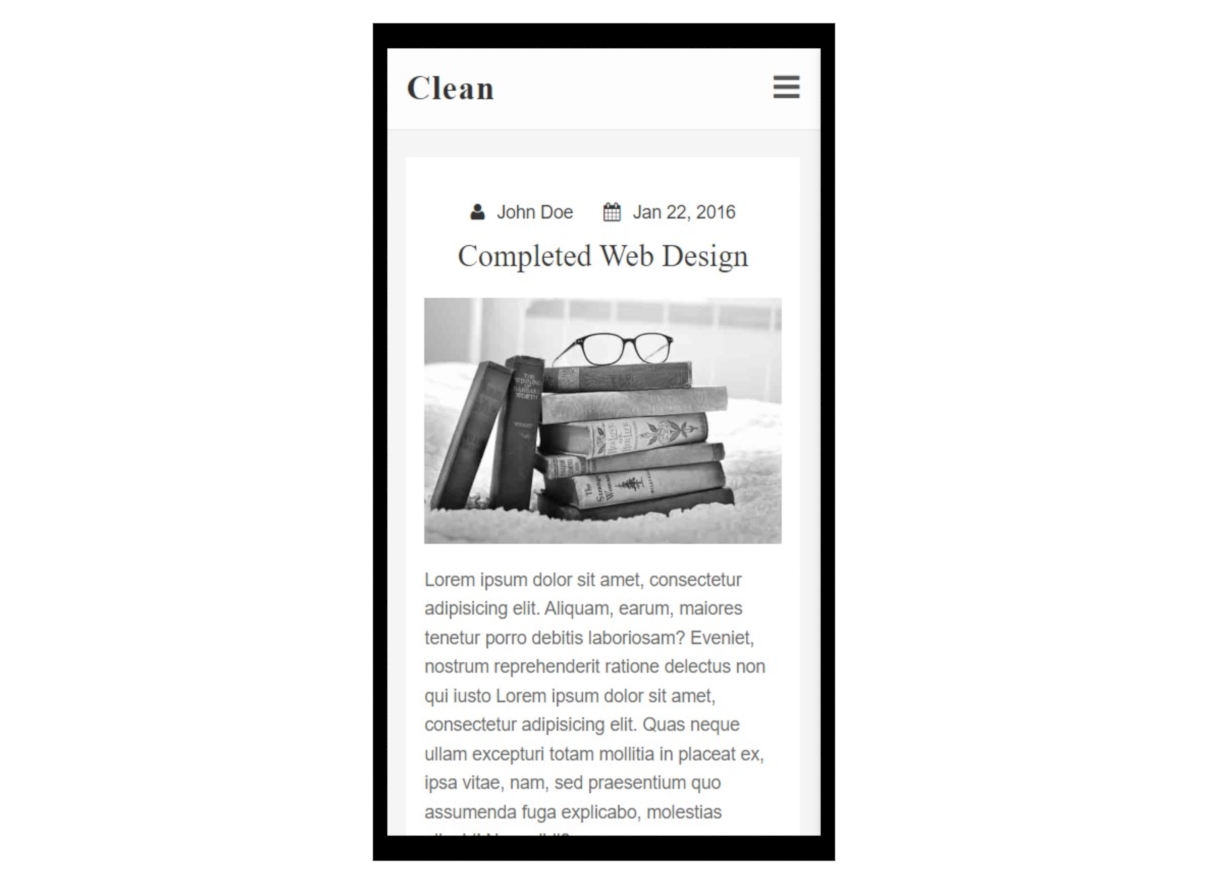 Clean
John Doe Jan 22, 2016
Completed Web Design
The
Lorem ipsum dolor sit amet, consectetur
adipisicing elit. Aliquam, earum, maiores
tenetur porro debitis laboriosam? Eveniet,
nostrum reprehenderit ratione delectus non
qui iusto Lorem ipsum dolor sit amet,
consectetur adipisicing elit. Quas neque
ullam excepturi totam mollitia in placeat ex,
ipsa vitae, nam, sed praesentium quo
assumenda fuga explicabo, molestias